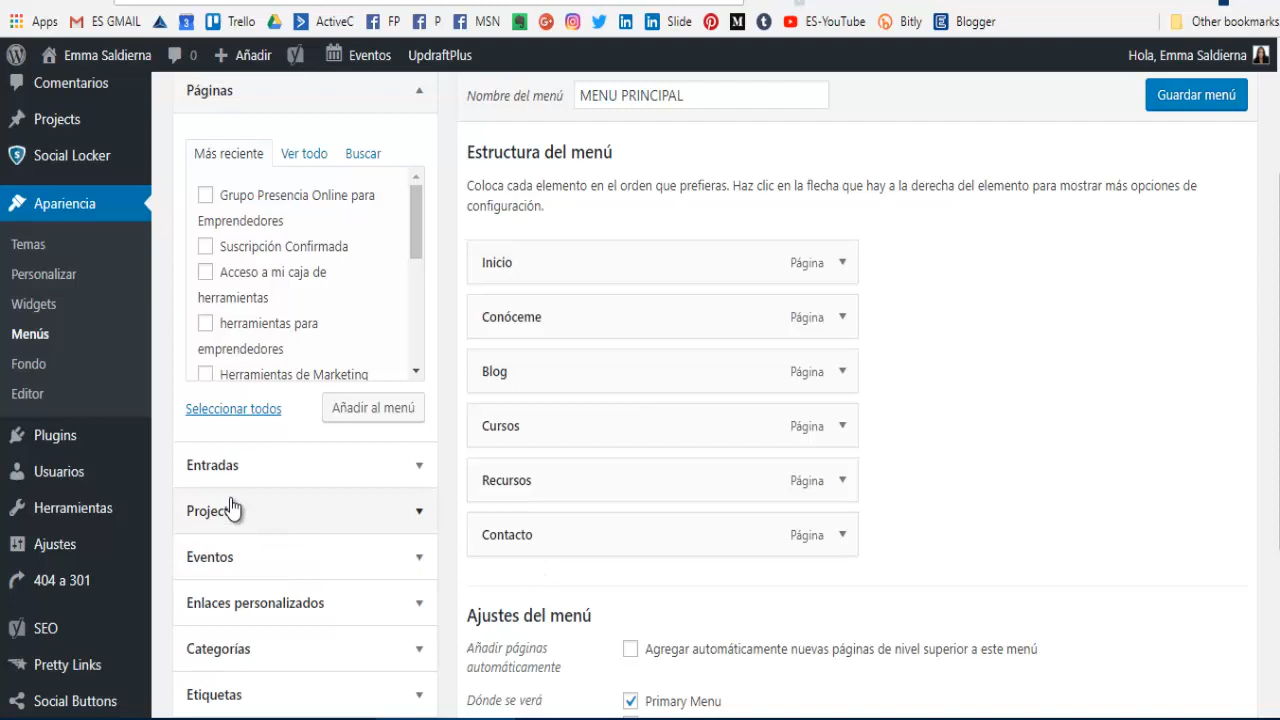 Apps M ES GMAIL Trello ActiveC FP P MSN Slide ES-YouTube Bitly Blogger Other bookmarks
Emma Saldierna 0 Añadir Eventos UpdraftPlus Hola, Emma Saldierna
Comentarios
Projects
Social Locker
Apariencia
Temas
Personalizar
Widgets
Menús
Fondo
Editor
Plugins
Usuarios
Herramientas
Ajustes
404 a 301
SEO
Pretty Links
Social Buttons
Páginas
Más reciente Ver todo Buscar
Grupo Presencia Online para
Emprendedores
Suscripción Confirmada
Acceso a mi caja de
herramientas
herramientas para
emprendedores
Herramientas de Marketing
Seleccionar todos Añadir al menú
Entradas
Eventos
Enlaces personalizados
Categorías
Etiquetas
Nombre del menú MENU PRINCIPAL Guardar menú
Estructura del menú
Coloca cada elemento en el orden que prefieras. Haz clic en la flecha que hay a la derecha del elemento para mostrar más opciones de
configuración.
Inicio Página
Conóceme Página
Blog Página
Cursos Página
Recursos Página
Contacto Página
Ajustes del menú
Añadir páginas
automáticamente
Agregar automáticamente nuevas páginas de nivel superior a este menú
Dónde se verá Primary Menu